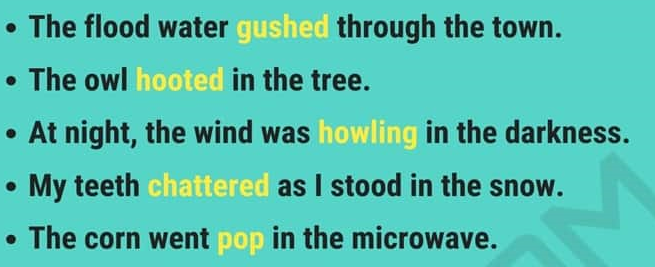 • The flood water gushed through the town.
• The owl hooted in the tree.
• At night, the wind was howling in the darkness.
• My teeth chattered as I stood in the snow.
• The corn went pop in the microwave.